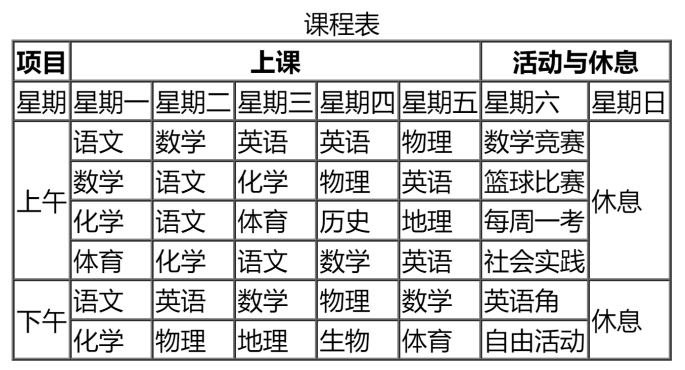 课程表
项目 上课 活动与休息
星期 星期一 星期二 星期三 星期四 星期五 星期六 星期日
上午 语文 数学 英语 英语 物理 数学竞赛 休息
数学 语文 化学 物理 英语 篮球比赛
化学 语文 体育 历史 地理 每周一考
体育 化学 语文 数学 英语 社会实践
下午 语文 英语 数学 物理 数学 英语角 休息
化学 物理 地理 生物 体育 自由活动